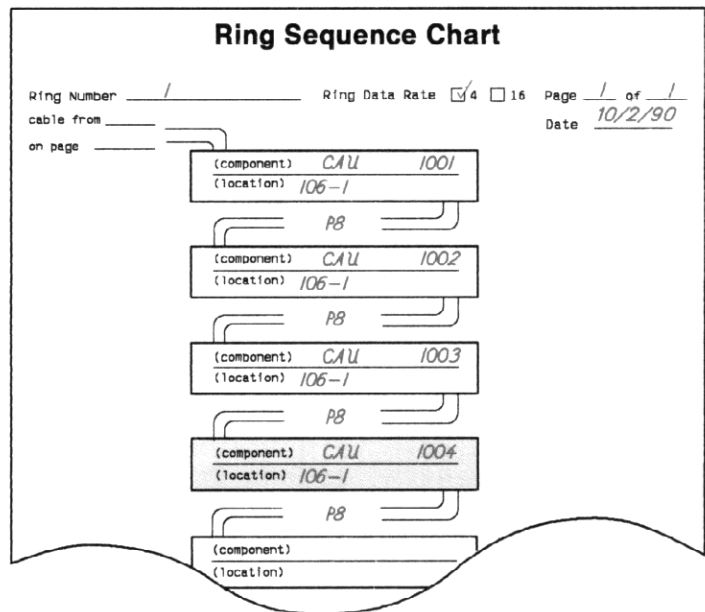 Ring Sequence Chart
Ring Number 1 Ring Data Rate ☑ 4 ☐ 16 Page 1 of 1
cable from
Date 10/2/90
on page
(component) CAU 1001
(location) 106-1
P8
(component) CAU 1002
(location) 106-1
P8
(component) CAU 1003
(location) 106-1
P8
(component) CAU 1004
(location) 106-1
P8
(component)
(location)